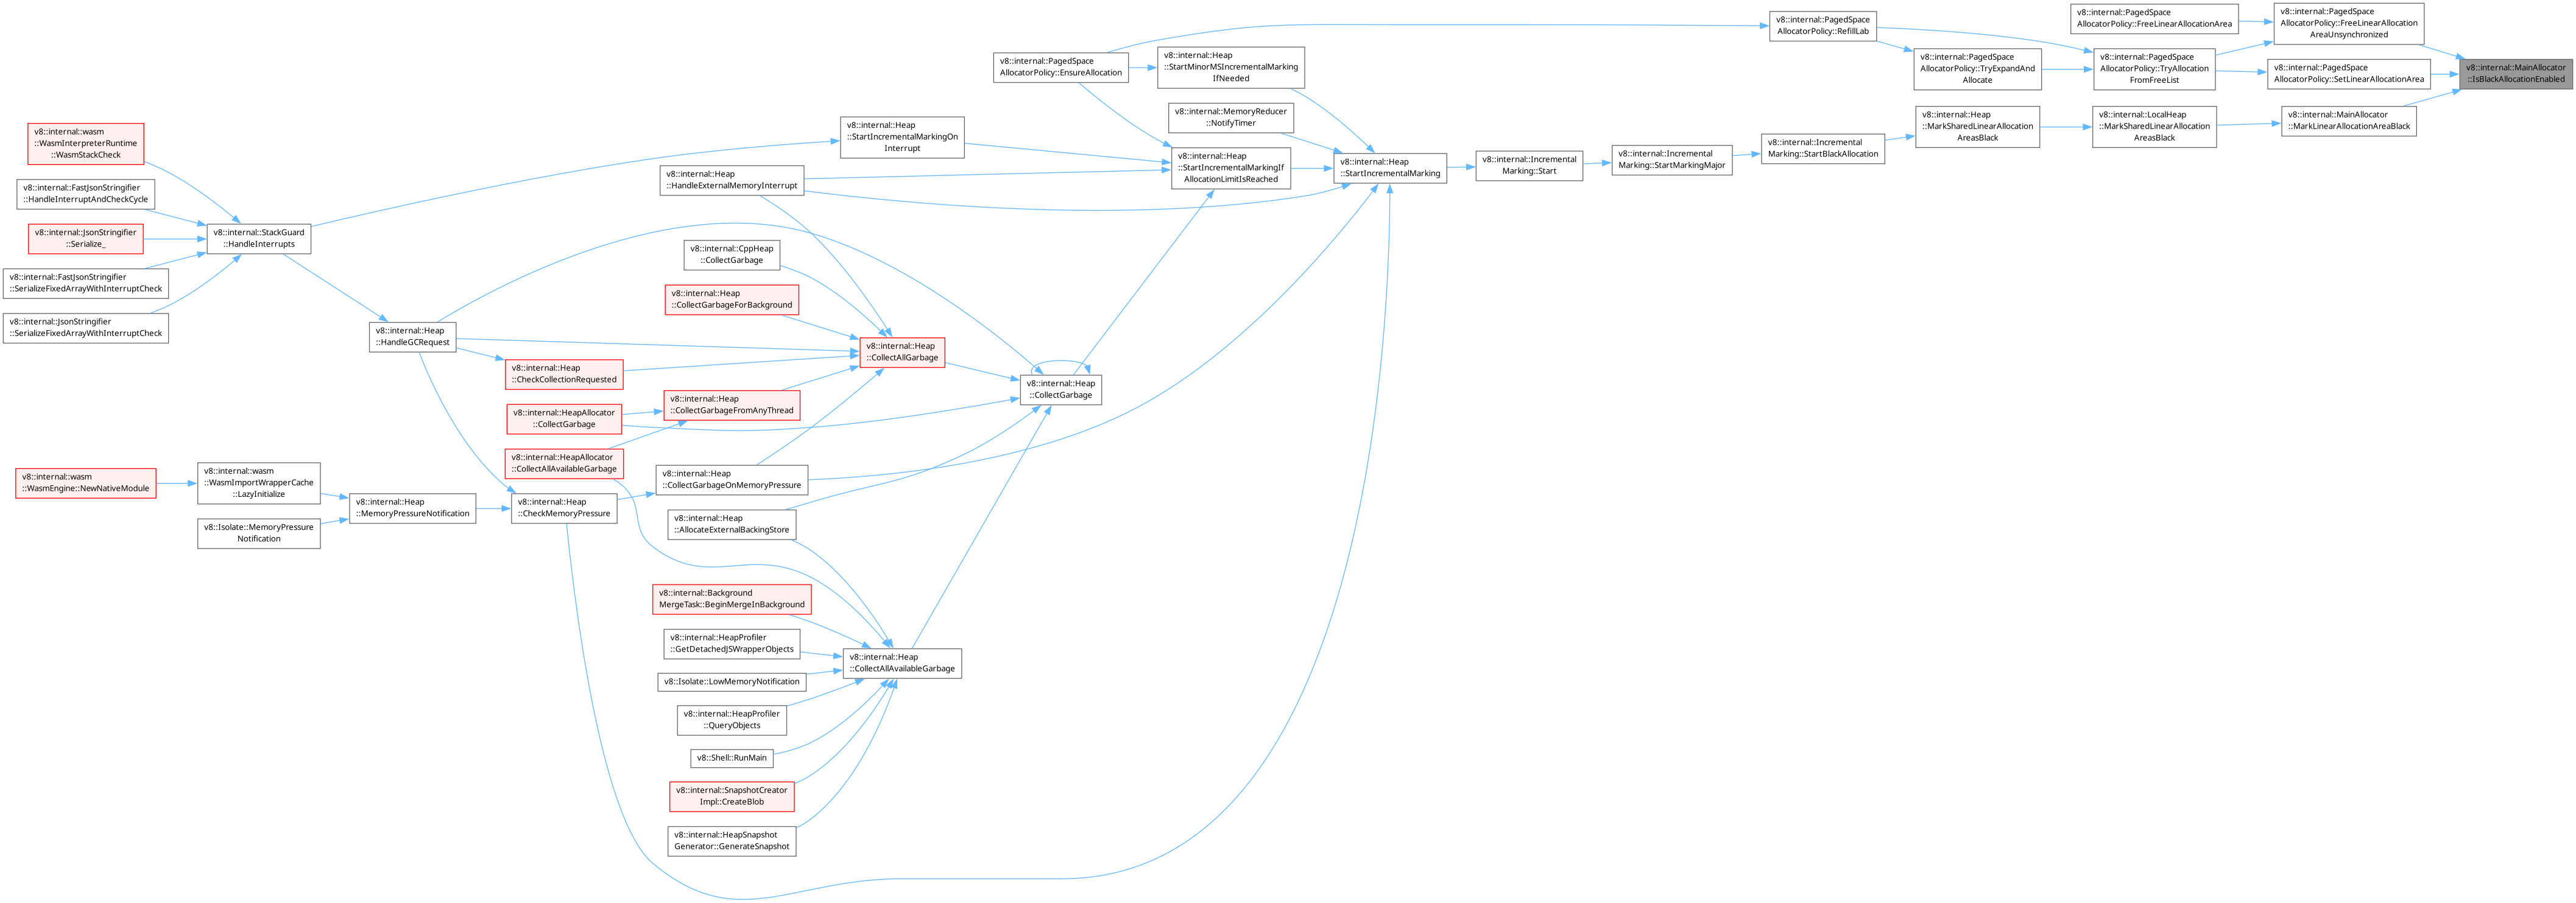 v8::internal::MainAllocator
::IsBlackAllocationEnabled
v8::internal::PagedSpace
AllocatorPolicy::FreeLinearAllocation
AreaUnsynchronized
v8::internal::PagedSpace
AllocatorPolicy::FreeLinearAllocationArea
v8::internal::PagedSpace
AllocatorPolicy::TryAllocation
FromFreeList
v8::internal::PagedSpace
AllocatorPolicy::RefillLab
v8::internal::PagedSpace
AllocatorPolicy::EnsureAllocation
v8::internal::PagedSpace
AllocatorPolicy::TryExpandAnd
Allocate
v8::internal::PagedSpace
AllocatorPolicy::SetLinearAllocationArea
v8::internal::MainAllocator
::MarkLinearAllocationAreaBlack
v8::internal::LocalHeap
::MarkSharedLinearAllocation
AreasBlack
v8::internal::Heap
::MarkSharedLinearAllocation
AreasBlack
v8::internal::Incremental
Marking::StartBlackAllocation
v8::internal::Incremental
Marking::StartMarkingMajor
v8::internal::Incremental
Marking::Start
v8::internal::Heap
::StartIncrementalMarking
v8::internal::Heap
::StartMinorMSIncrementalMarking
IfNeeded
v8::internal::MemoryReducer
::NotifyTimer
v8::internal::Heap
::StartIncrementalMarkingIf
AllocationLimitIsReached
v8::internal::Heap
::StartIncrementalMarkingOn
Interrupt
v8::internal::Heap
::HandleExternalMemoryInterrupt
v8::internal::StackGuard
::HandleInterrupts
v8::internal::wasm
::WasmInterpreterRuntime
::WasmStackCheck
v8::internal::FastJsonStringifier
::HandleInterruptAndCheckCycle
v8::internal::JsonStringifier
::Serialize_
v8::internal::FastJsonStringifier
::SerializeFixedArrayWithInterruptCheck
v8::internal::JsonStringifier
::SerializeFixedArrayWithInterruptCheck
v8::internal::Heap
::CollectGarbage
v8::internal::Heap
::CollectAllGarbage
v8::internal::CppHeap
::CollectGarbage
v8::internal::Heap
::CollectGarbageForBackground
v8::internal::Heap
::HandleGCRequest
v8::internal::Heap
::CheckCollectionRequested
v8::internal::Heap
::CollectGarbageFromAnyThread
v8::internal::HeapAllocator
::CollectGarbage
v8::internal::HeapAllocator
::CollectAllAvailableGarbage
v8::internal::Heap
::CollectGarbageOnMemoryPressure
v8::internal::Heap
::CheckMemoryPressure
v8::internal::Heap
::MemoryPressureNotification
v8::internal::wasm
::WasmImportWrapperCache
::LazyInitialize
v8::internal::wasm
::WasmEngine::NewNativeModule
v8::Isolate::MemoryPressure
Notification
v8::internal::Heap
::AllocateExternalBackingStore
v8::internal::Heap
::CollectAllAvailableGarbage
v8::internal::Background
MergeTask::BeginMergeInBackground
v8::internal::HeapProfiler
::GetDetachedJSWrapperObjects
v8::Isolate::LowMemoryNotification
v8::internal::HeapProfiler
::QueryObjects
v8::Shell::RunMain
v8::internal::SnapshotCreator
Impl::CreateBlob
v8::internal::HeapSnapshot
Generator::GenerateSnapshot